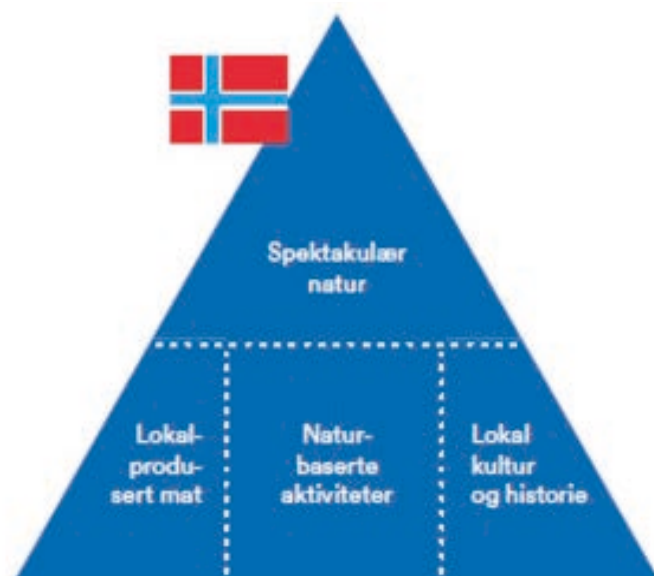 Spektakulær
natur
Lokal-
produ-
sert mat
Natur-
baserte
aktiviteter
Lokal
kultur
og historie